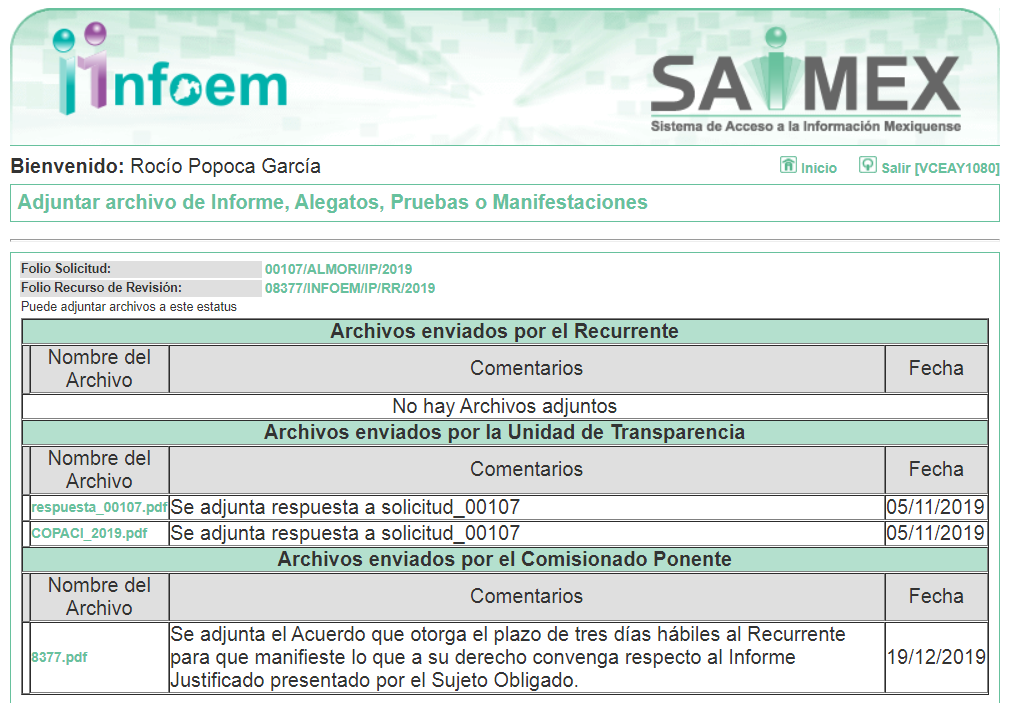 infoem
SAIMEX
Sistema de Acceso a la Información Mexiquense
Bienvenido: Rocío Popoca García
Inicio Salir [VCEAY1080]
Adjuntar archivo de Informe, Alegatos, Pruebas o Manifestaciones
Folio Solicitud: 00107/ALMORI/IP/2019
Folio Recurso de Revisión: 08377/INFOEM/IP/RR/2019
Puede adjuntar archivos a este estatus
Archivos enviados por el Recurrente
Nombre del
Archivo
Comentarios
Fecha
No hay Archivos adjuntos
Archivos enviados por la Unidad de Transparencia
Nombre del
Archivo
Comentarios
Fecha
respuesta_00107.pdf Se adjunta respuesta a solicitud_00107 05/11/2019
COPACI_2019.pdf Se adjunta respuesta a solicitud_00107 05/11/2019
Archivos enviados por el Comisionado Ponente
Nombre del
Archivo
Comentarios
Fecha
8377.pdf
Se adjunta el Acuerdo que otorga el plazo de tres días hábiles al Recurrente
para que manifieste lo que a su derecho convenga respecto al Informe
Justificado presentado por el Sujeto Obligado.
19/12/2019